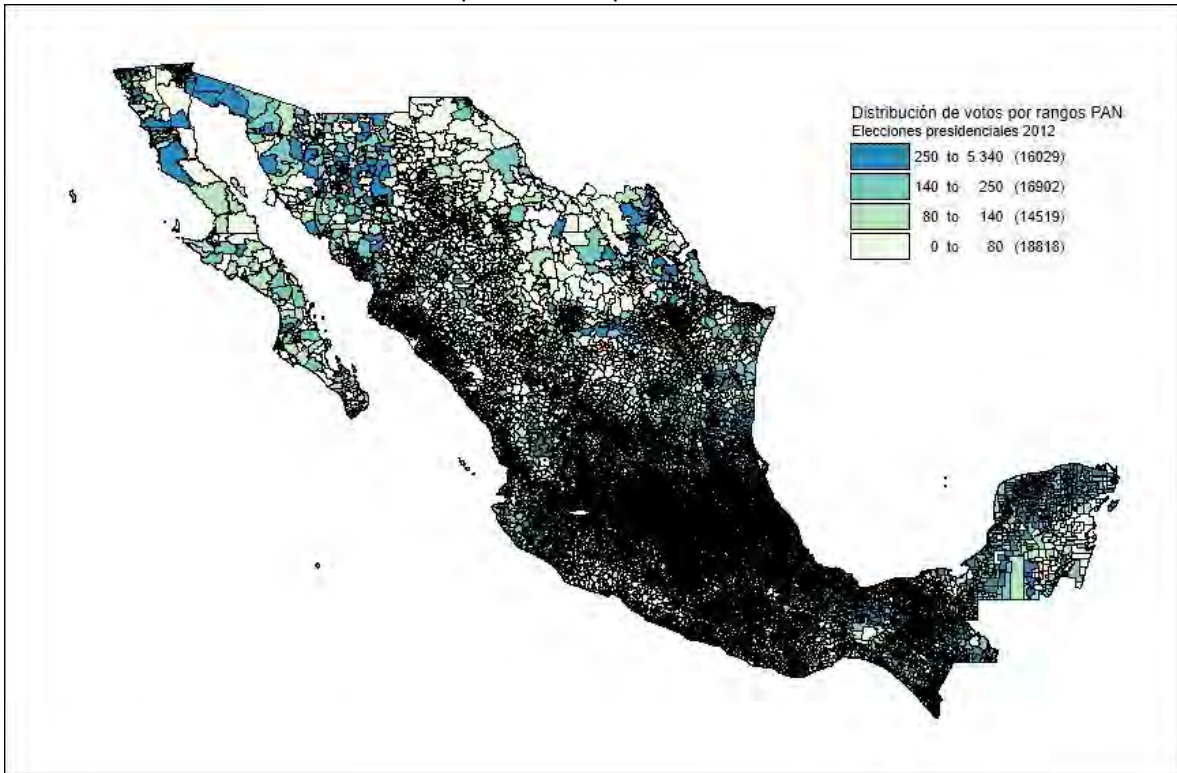 Distribución de votos por rangos PAN
Elecciones presidenciales 2012
250 to 5 340 (16029)
140 to 250 (16902)
80 to 140 (14519)
0 to 80 (18818)